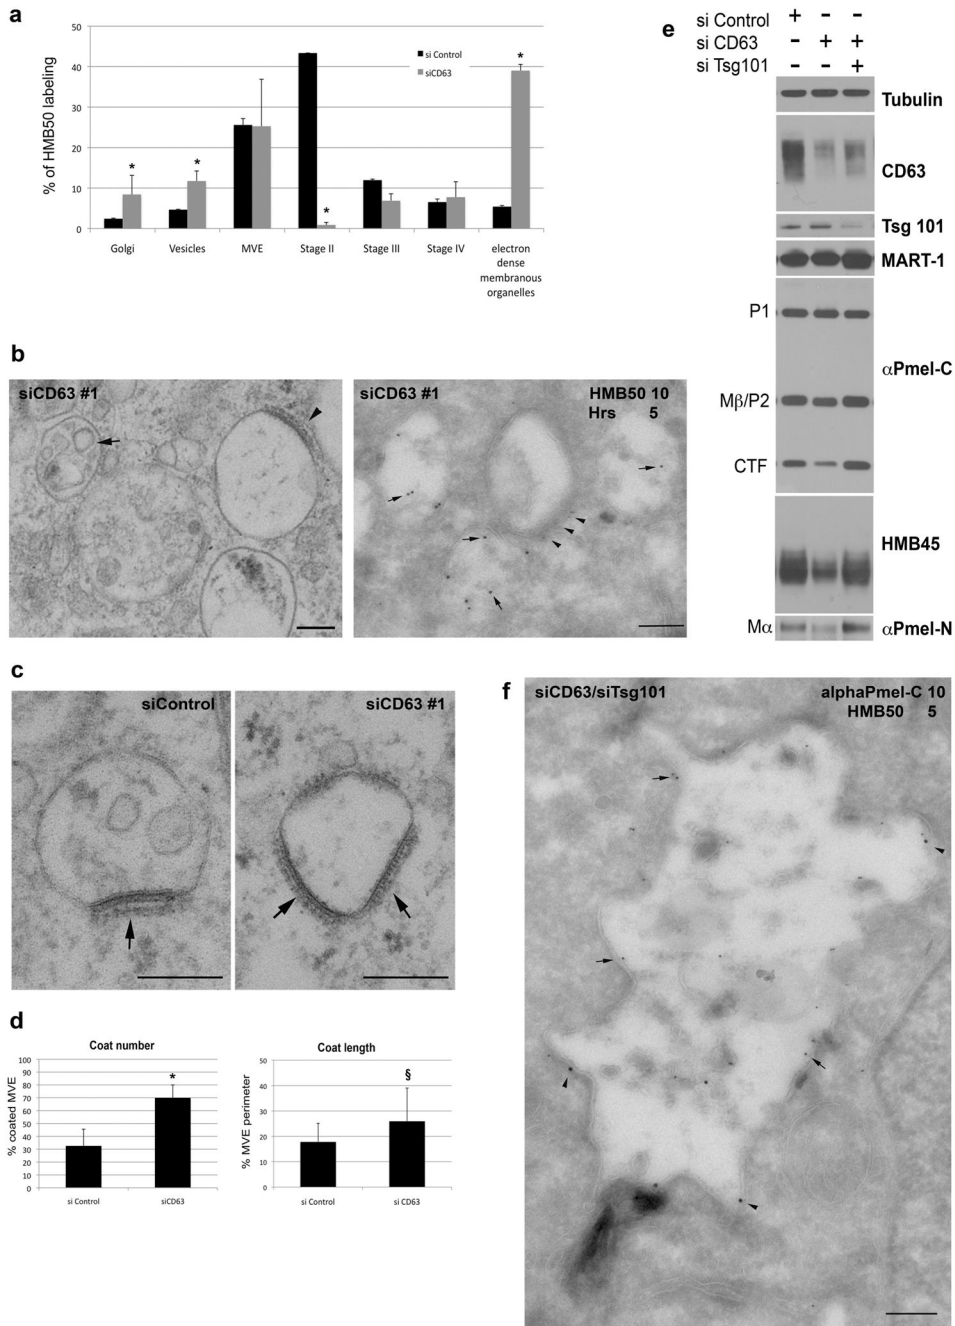 a
50
40
30
20
10
0
% of HMB50 labeling
si Control
siCD63
*
*
*
*
Golgi
Vesicles
MVE
Stage II
Stage III
Stage IV
electron
dense
membranous
organelles
b
siCD63 #1
siCD63 #1
HMB50 10
Hrs 5
c
siControl
siCD63 #1
d
Coat number
% coated MVE
100
90
80
70
60
50
40
30
20
10
0
*
si Control
siCD63
Coat length
% MVE perimeter
50
40
30
20
10
0
§
si Control
si CD63
e
si Control +
si CD63 - + +
si Tsg101 - - +
Tubulin
CD63
Tsg 101
MART-1
P1
αPmel-C
Mβ/P2
CTF
HMB45
Mα
αPmel-N
f
siCD63/siTsg101
alphaPmel-C 10
HMB50 5